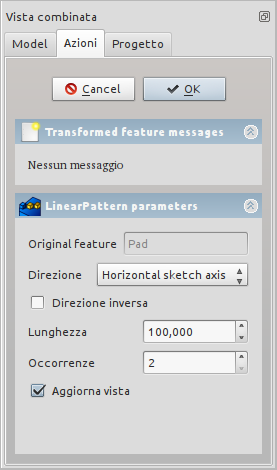 Vista combinata
Model Azioni Progetto
Cancel OK
Transformed feature messages
Nessun messaggio
LinearPattern parameters
Original feature Pad
Direzione Horizontal sketch axis
Direzione inversa
Lunghezza 100,000
Occorrenze 2
Aggiorna vista